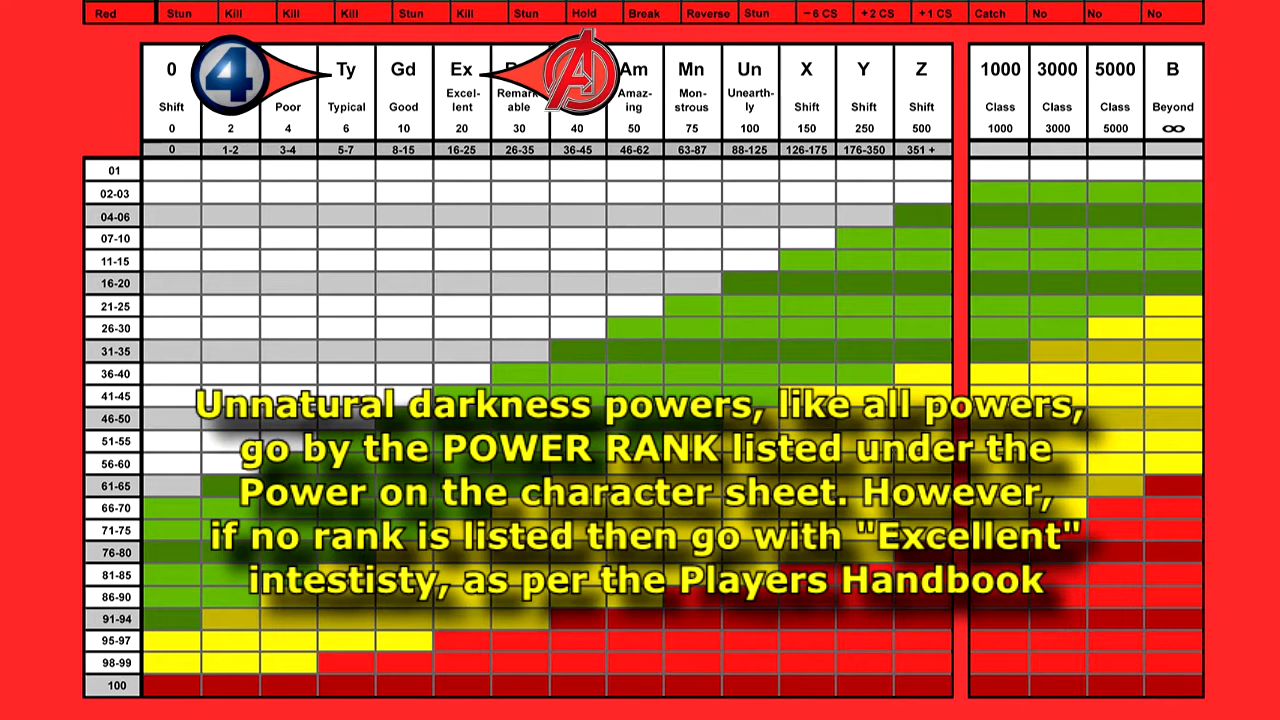 Red Stun Kill Kill Kill Stun Kill Stun Hold Break Reverse Stun −6 CS +2 CS +1 CS Catch No No No
0 4 Ty Gd Ex Am Mn Un X Y Z 1000 3000 5000 B
Shift Poor Typical Good Excel-lent Remark able Amaz-ing Mon-strous Unearth-ly Shift Shift Shift Class Class Class Beyond
0 2 4 6 10 20 30 40 50 75 100 150 250 500 1000 3000 5000 ∞
0 1-2 3-4 5-7 8-15 16-25 26-35 36-45 46-62 63-87 88-125 126-175 176-350 351 +
01
02-03
04-06
07-10
11-15
16-20
21-25
26-30
31-35
36-40
41-45
Unnatural darkness powers, like all powers,
46-50
go by the POWER RANK listed under the
51-55
56-60
Power on the character sheet. However,
61-65
66-70
if no rank is listed then go with "Excellent"
71-75
76-80
intestisty, as per the Players Handbook
81-85
86-90
91-94
95-97
98-99
100